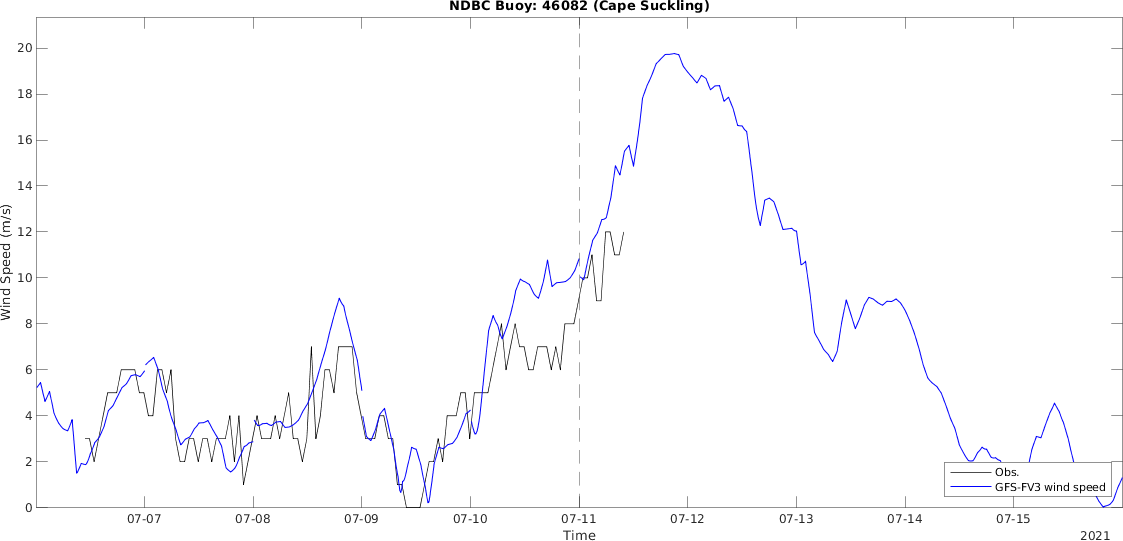 NDBC Buoy: 46082 (Cape Suckling)
Wind Speed (m/s)
20
18
16
14
12
10
8
6
4
2
0
07-07 07-08 07-09 07-10 07-11 07-12 07-13 07-14 07-15
Time
2021
Obs.
GFS-FV3 wind speed